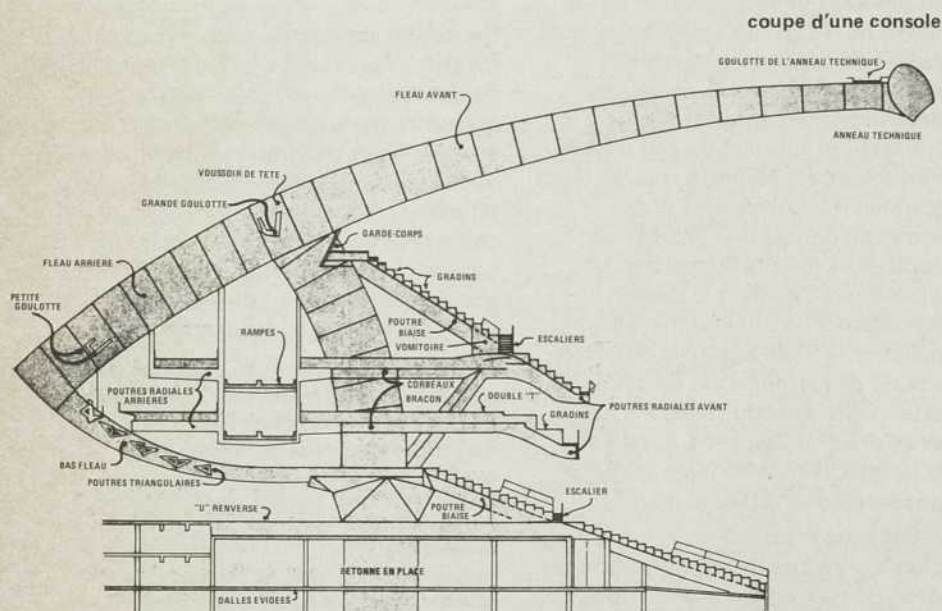 coupe d'une console
GOULOTTE DE L'ANNEAU TECHNIQUE
FLEAU AVANT
ANNEAU TECHNIQUE
VOUSSOIR DE TETE
GRANDE GOULOTTE
GARDE-CORPS
FLEAU ARRIERE
GRADINS
PETITE
GOULOTTE
POUTRE
BIAISE
RAMPES
ESCALIERS
VOMITOIRE
CORBEAUX
POUTRES RADIALES
ARRIERES
BRACON
DOUBLE "T"
POUTRES RADIALES AVANT
GRADINS
BAS FLEAU
POUTRES TRIANGULAIRES
ESCALIER
"U" RENVERSE
POUTRE
BIAISE
BETONNE EN PLACE
DALLES EVIDEES